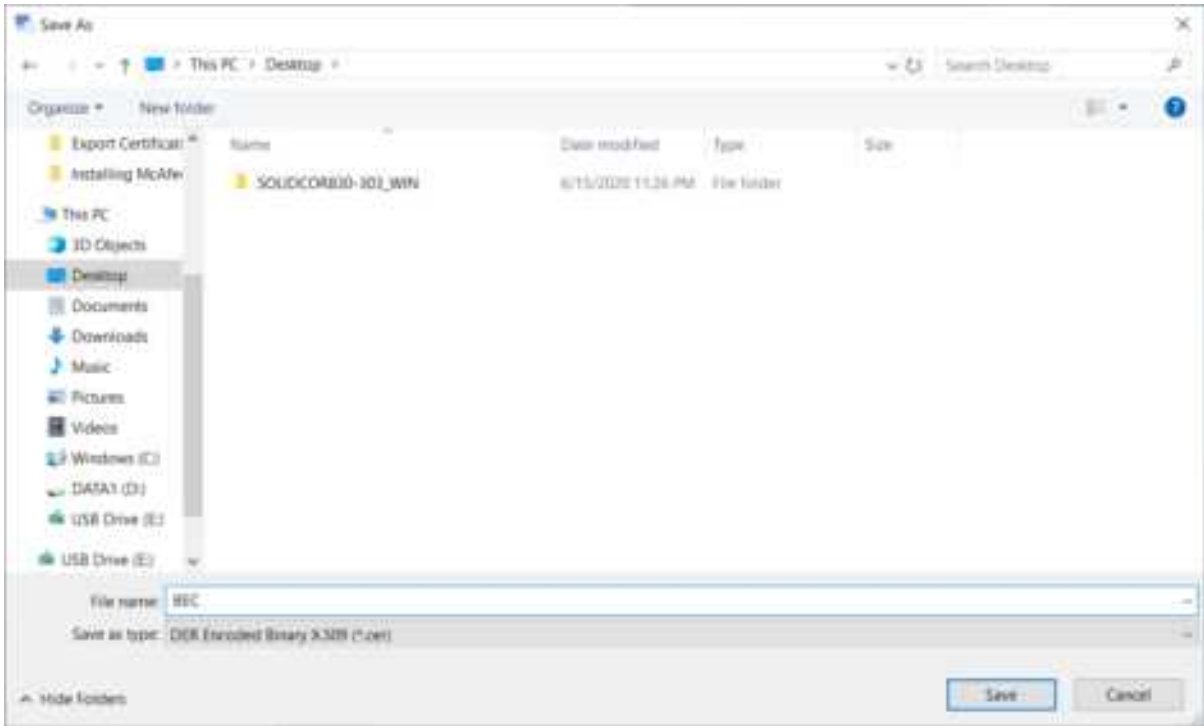 Save As
This PC > Desktop >
Search Desktop
Organize
New folder
Export Certificat
Installing McAfe
This PC
3D Objects
Desktop
Documents
Downloads
Music
Pictures
Videos
Windows (C:)
DATA1 (D:)
USB Drive (E:)
USB Drive (E:)
Name Date modified Type Size
6/15/2020 11:26 PM File folder
File name:
Save as type: DER Encoded Binary X.509 (*.cer)
Hide Folders
Save
Cancel